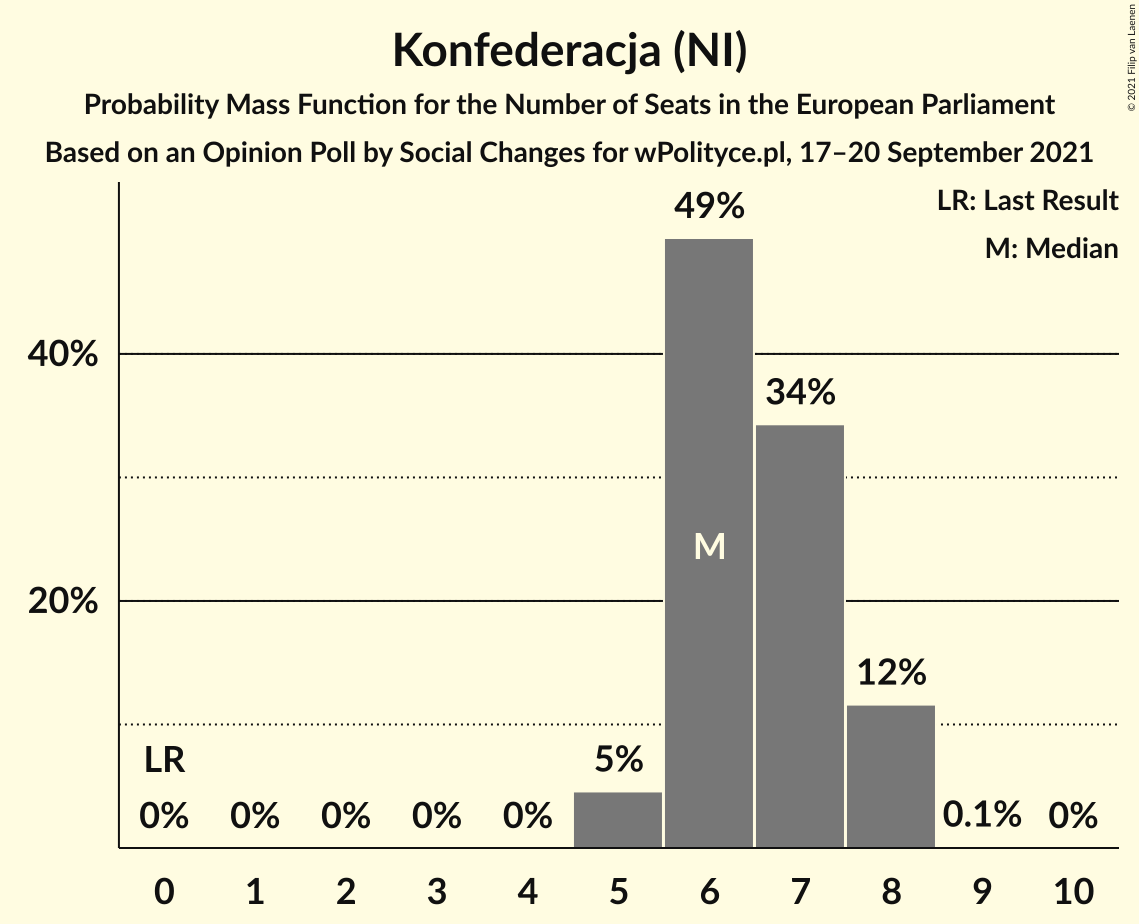 Konfederacja (NI)
Probability Mass Function for the Number of Seats in the European Parliament
Based on an Opinion Poll by Social Changes for wPolityce.pl, 17–20 September 2021
© 2021 Filip van Laenen
LR: Last Result
M: Median
49%
40%
34%
M
20%
12%
LR
5%
0% 0% 0% 0% 0% 0.1% 0%
0 1 2 3 4 5 6 7 8 9 10